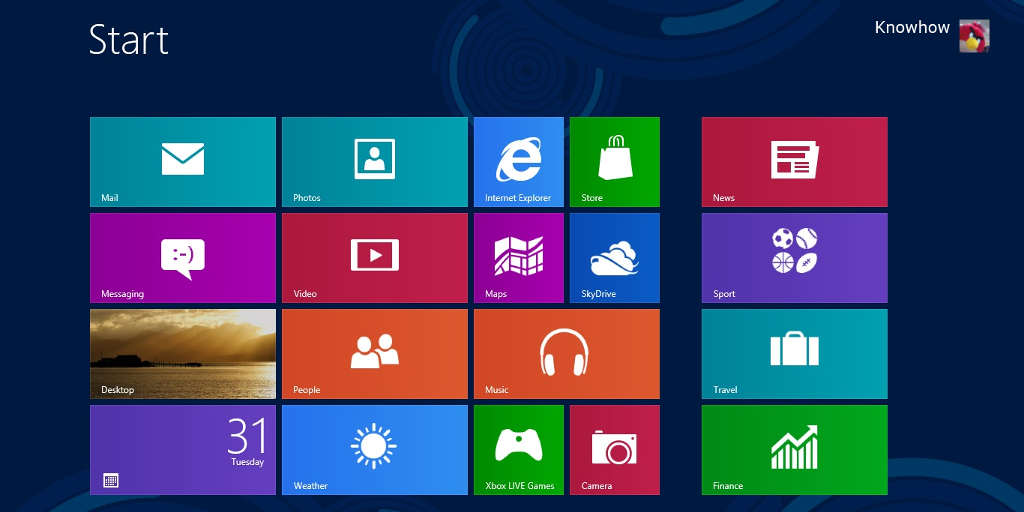 Start
Knowhow
Mail
Photos
Internet Explorer
Store
News
Messaging
:-)
Video
Maps
SkyDrive
Sport
Desktop
People
Music
Travel
31
Tuesday
Weather
Xbox LIVE Games
Camera
Finance